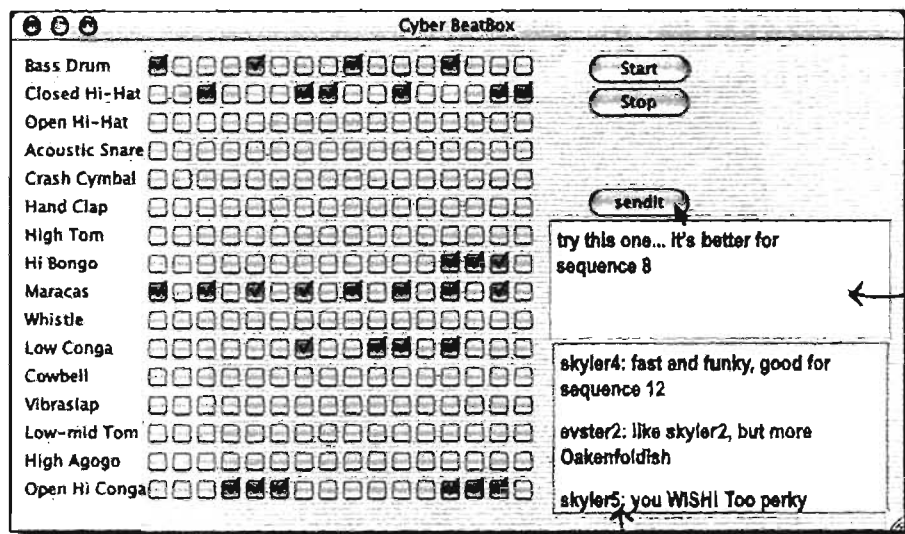 Cyber BeatBox
Bass Drum
Closed Hi-Hat
Open Hi-Hat
Acoustic Snare
Crash Cymbal
Hand Clap
High Tom
Hi Bongo
Maracas
Whistle
Low Conga
Cowbell
Vibraslap
Low-mid Tom
High Agogo
Open Hi Conga
Start
Stop
sendIt
try this one... it's better for
sequence 8
skyler4: fast and funky, good for
sequence 12
evster2: like skyler2, but more
Oakenfoldish
skyler5: you WISH! Too perky